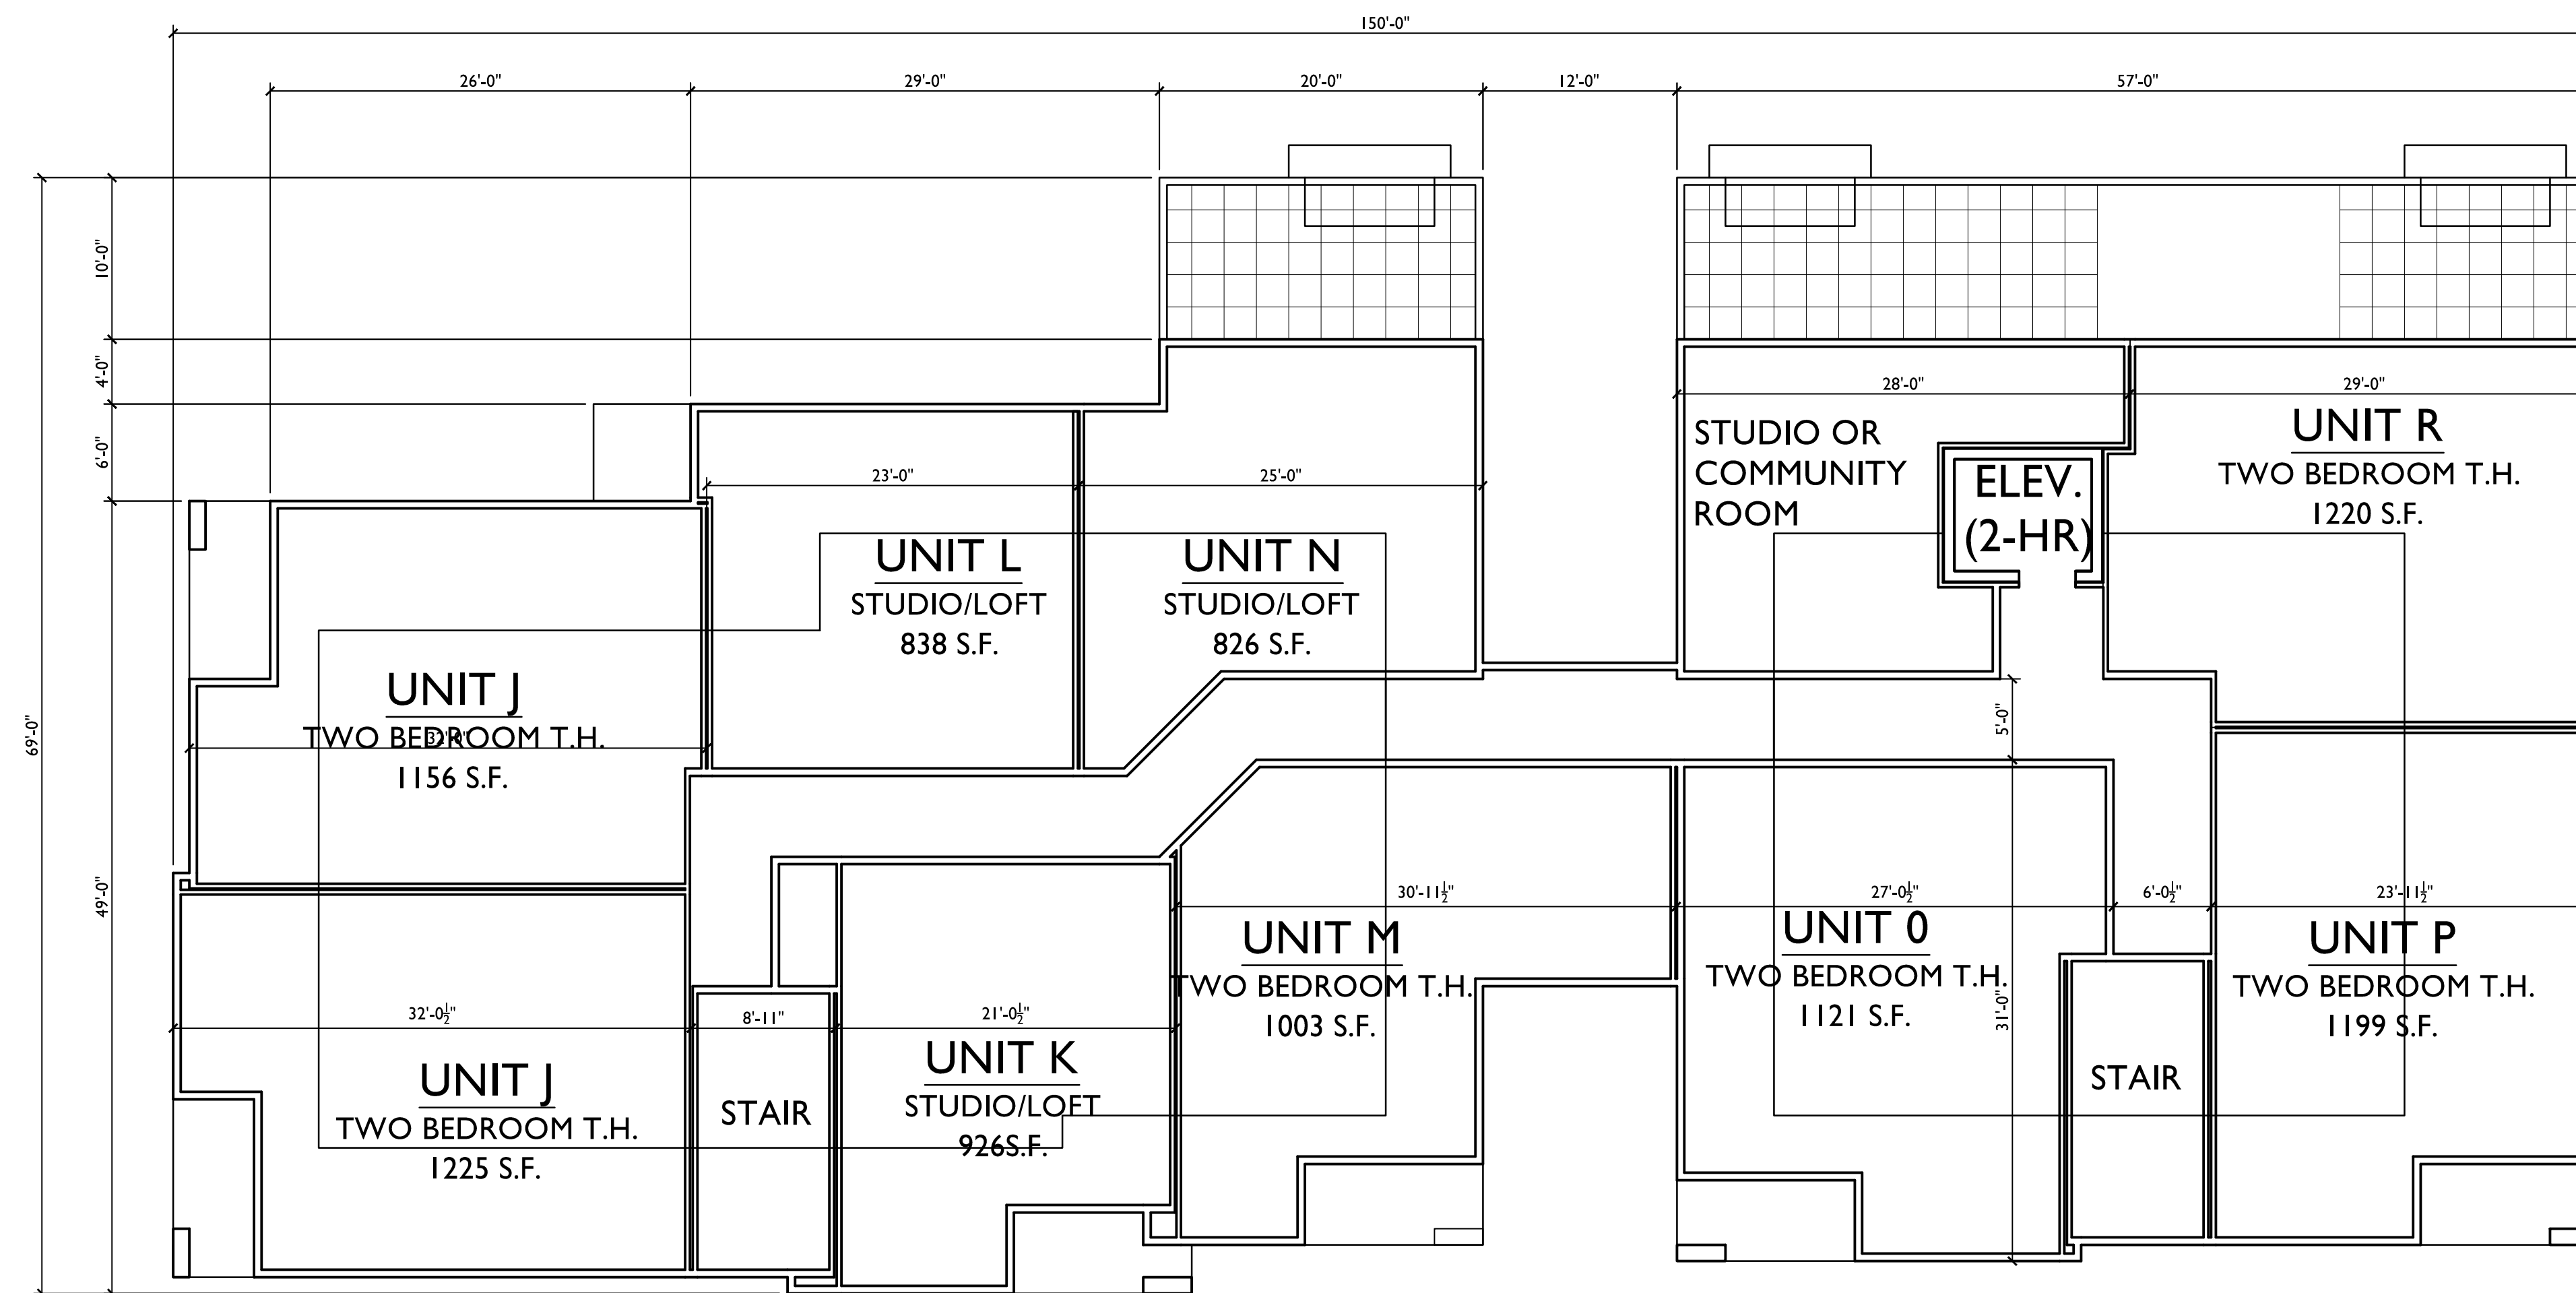 150'-0"
26'-0"
29'-0"
20'-0"
12'-0"
57'-0"
10'-0"
4'-0"
6'-0"
69'-0"
49'-0"
28'-0"
29'-0"
STUDIO OR
COMMUNITY
ROOM
ELEV.
(2-HR)
UNIT R
TWO BEDROOM T.H.
1220 S.F.
23'-0"
25'-0"
UNIT L
STUDIO/LOFT
838 S.F.
UNIT N
STUDIO/LOFT
826 S.F.
UNIT J
TWO BEDROOM T.H.
32'-0"
1156 S.F.
5'-0"
30'-11½"
27'-0½"
6'-0½"
23'-11½"
UNIT M
TWO BEDROOM T.H.
1003 S.F.
UNIT 0
TWO BEDROOM T.H.
1121 S.F.
31'-0"
UNIT P
TWO BEDROOM T.H.
1199 S.F.
STAIR
32'-0½"
8'-11"
21'-0½"
UNIT J
TWO BEDROOM T.H.
1225 S.F.
STAIR
UNIT K
STUDIO/LOFT
926S.F.